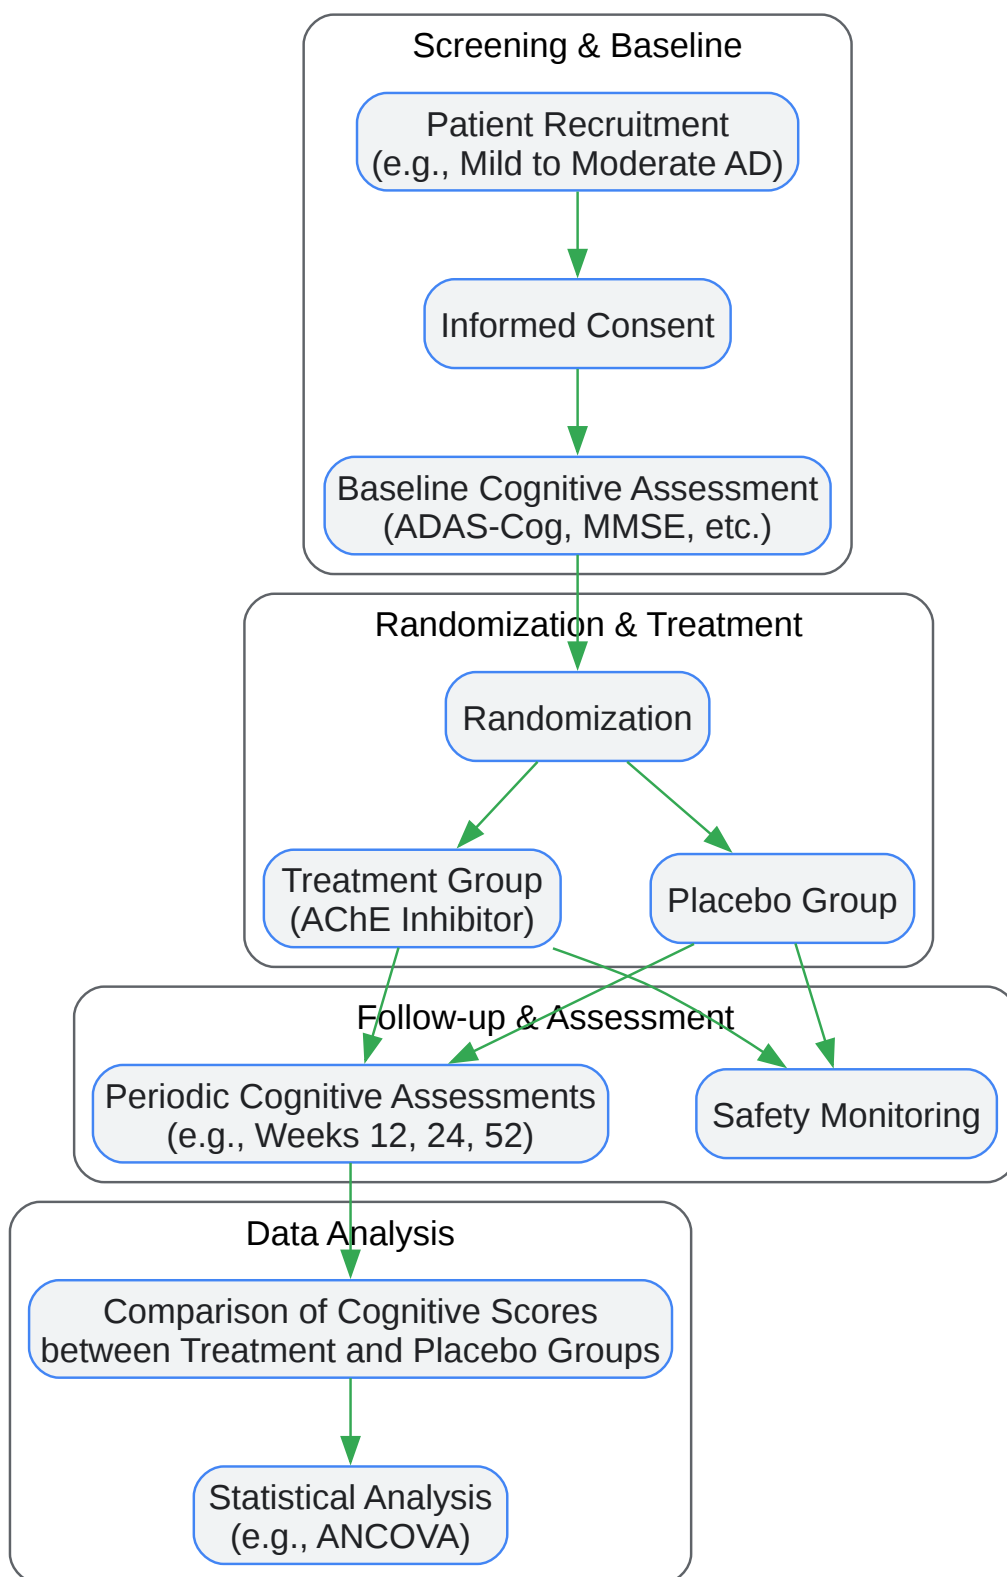 Screening & Baseline
Patient Recruitment
(e.g., Mild to Moderate AD)
Informed Consent
Baseline Cognitive Assessment
(ADAS-Cog, MMSE, etc.)
Randomization & Treatment
Randomization
Treatment Group
(AChE Inhibitor)
Placebo Group
Follow-up & Assessment
Periodic Cognitive Assessments
(e.g., Weeks 12, 24, 52)
Safety Monitoring
Data Analysis
Comparison of Cognitive Scores
between Treatment and Placebo Groups
Statistical Analysis
(e.g., ANCOVA)